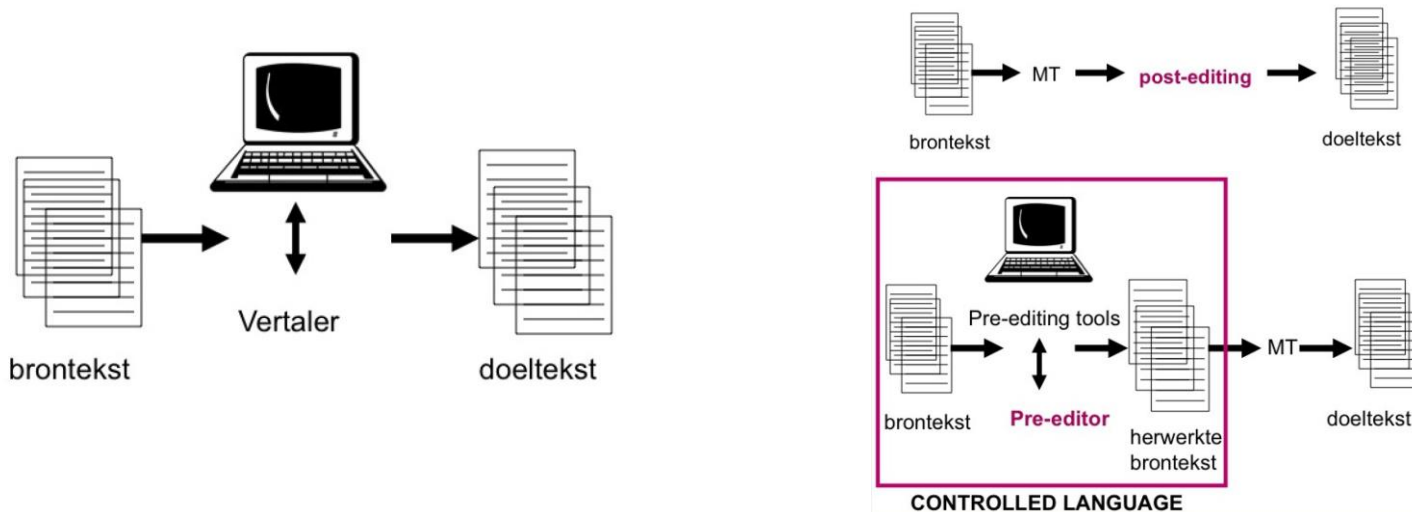 Vertaler
brontekst
doeltekst
MT
post-editing
brontekst
doeltekst
Pre-editing tools
MT
brontekst
Pre-editor
herwerkte
brontekst
doeltekst
CONTROLLED LANGUAGE